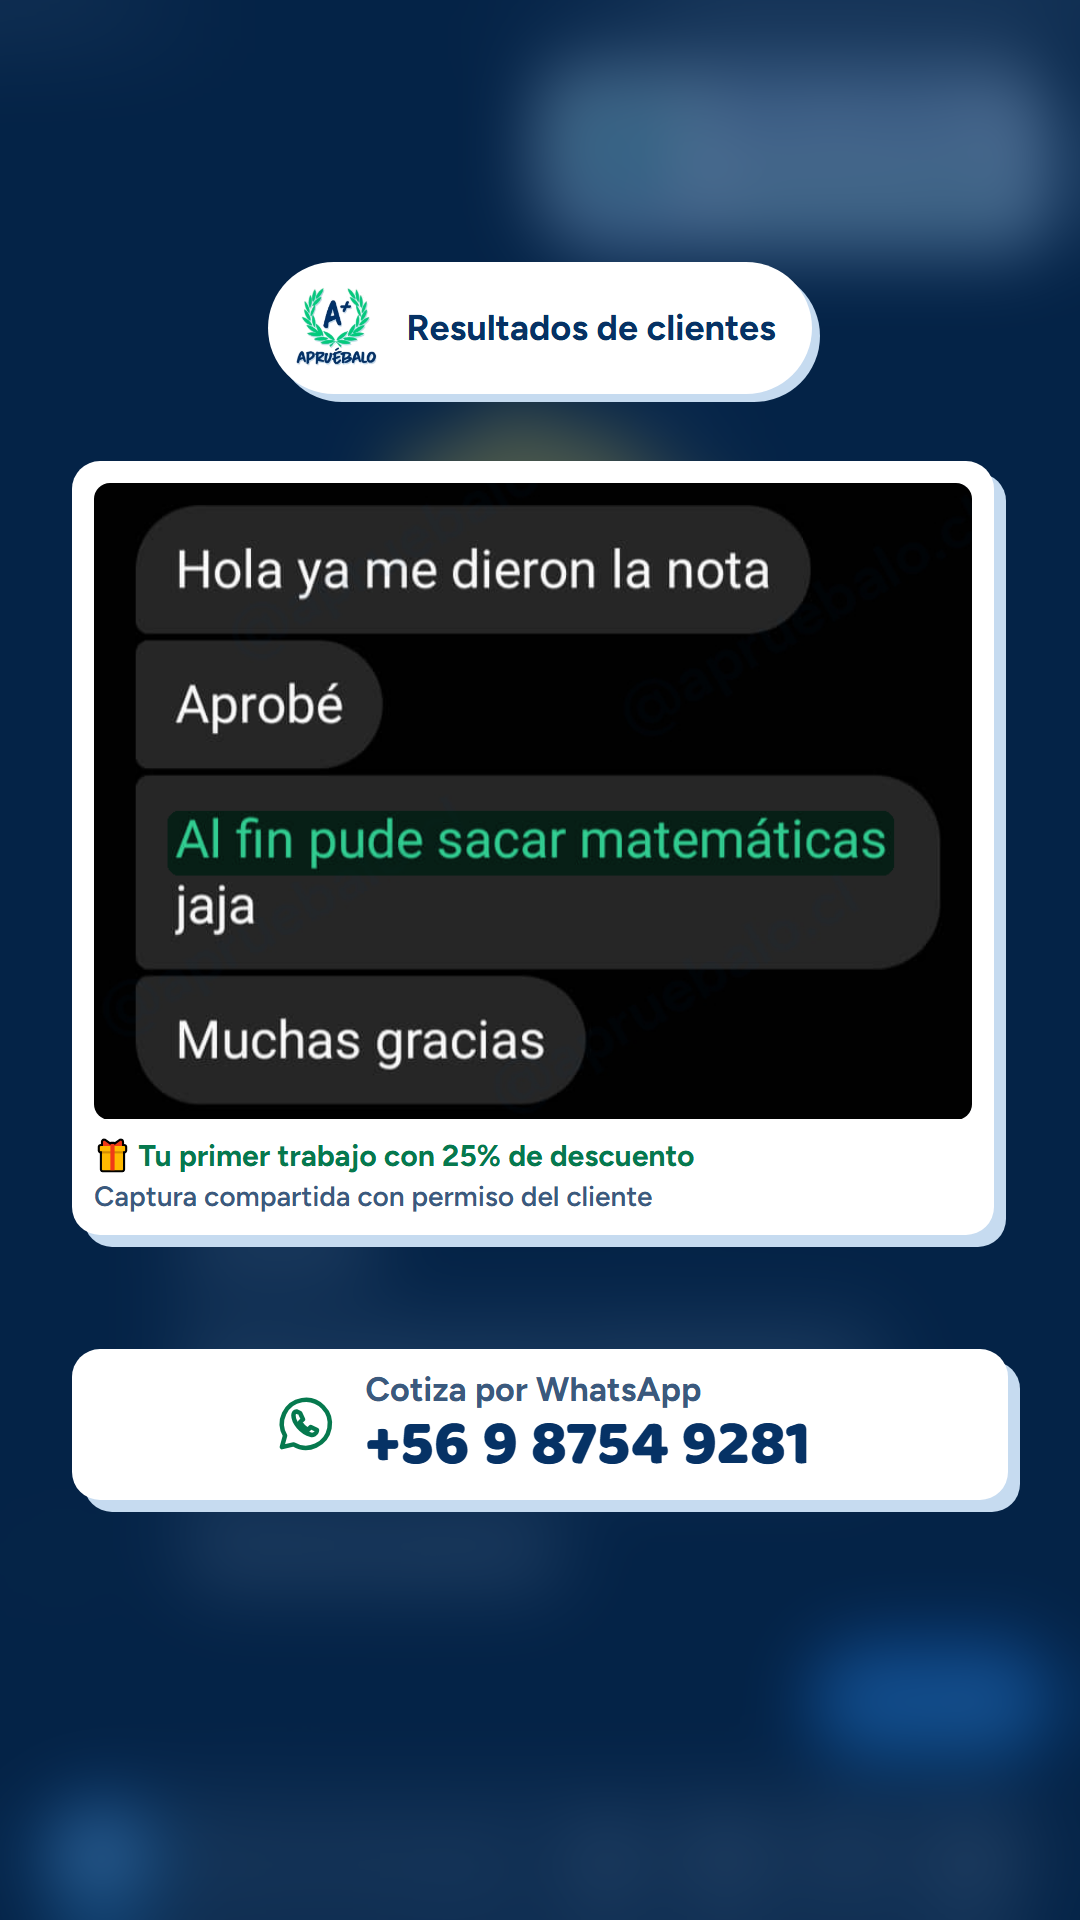 A+
APRUÉBALO
Resultados de clientes
Hola ya me dieron la nota
Aprobé
Al fin pude sacar matemáticas
jaja
Muchas gracias
🎁 Tu primer trabajo con 25% de descuento
Captura compartida con permiso del cliente
Cotiza por WhatsApp
+56 9 8754 9281